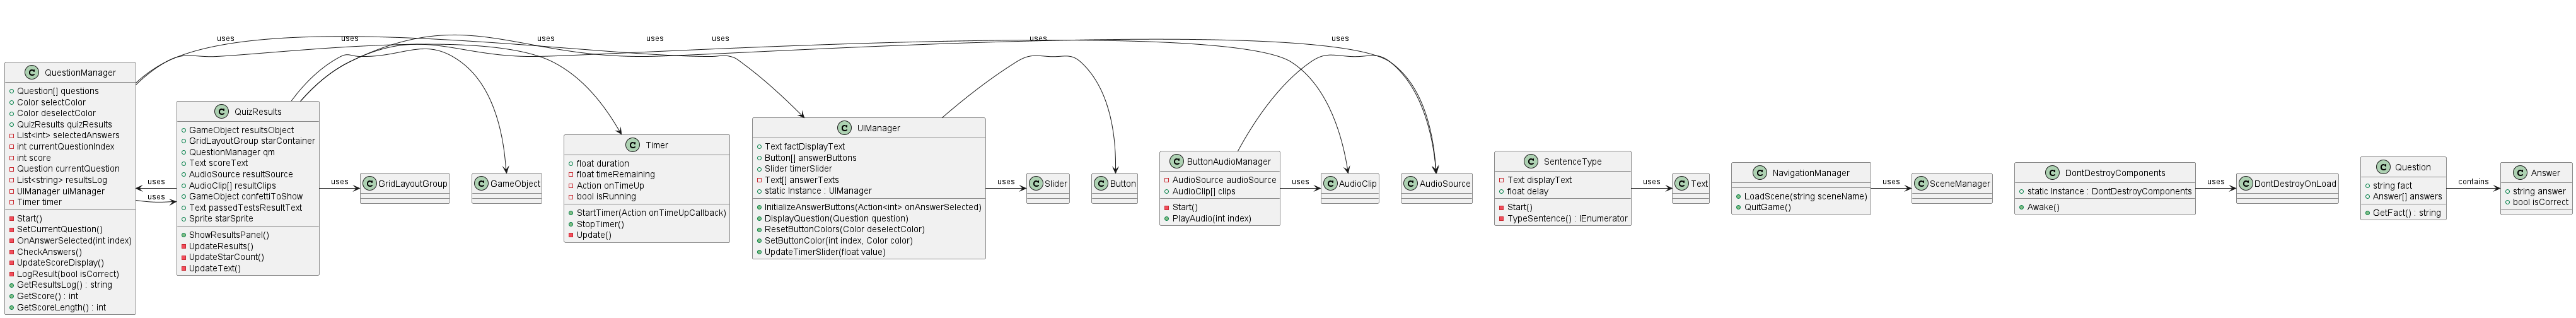 uses
uses
uses
uses
uses
uses
uses
QuestionManager
Question[] questions
Color selectColor
Color deselectColor
QuizResults quizResults
List<int> selectedAnswers
int currentQuestionIndex
int score
Question currentQuestion
List<string> resultsLog
UIManager uiManager
Timer timer
Start()
SetCurrentQuestion()
OnAnswerSelected(int index)
CheckAnswers()
UpdateScoreDisplay()
LogResult(bool isCorrect)
GetResultsLog() : string
GetScore() : int
GetScoreLength() : int
uses
uses
QuizResults
GameObject resultsObject
GridLayoutGroup starContainer
QuestionManager qm
Text scoreText
AudioSource resultSource
AudioClip[] resultClips
GameObject confettiToShow
Text passedTestsResultText
Sprite starSprite
ShowResultsPanel()
UpdateResults()
UpdateStarCount()
UpdateText()
uses
GridLayoutGroup
GameObject
Timer
float duration
float timeRemaining
Action onTimeUp
bool isRunning
StartTimer(Action onTimeUpCallback)
StopTimer()
Update()
UIManager
Text factDisplayText
Button[] answerButtons
Slider timerSlider
Text[] answerTexts
static Instance : UIManager
InitializeAnswerButtons(Action<int> onAnswerSelected)
DisplayQuestion(Question question)
ResetButtonColors(Color deselectColor)
SetButtonColor(int index, Color color)
UpdateTimerSlider(float value)
uses
Slider
Button
ButtonAudioManager
AudioSource audioSource
AudioClip[] clips
Start()
PlayAudio(int index)
uses
AudioClip
AudioSource
SentenceType
Text displayText
float delay
Start()
TypeSentence() : IEnumerator
uses
Text
NavigationManager
LoadScene(string sceneName)
QuitGame()
uses
SceneManager
DontDestroyComponents
static Instance : DontDestroyComponents
Awake()
uses
DontDestroyOnLoad
Question
string fact
Answer[] answers
GetFact() : string
contains
Answer
string answer
bool isCorrect